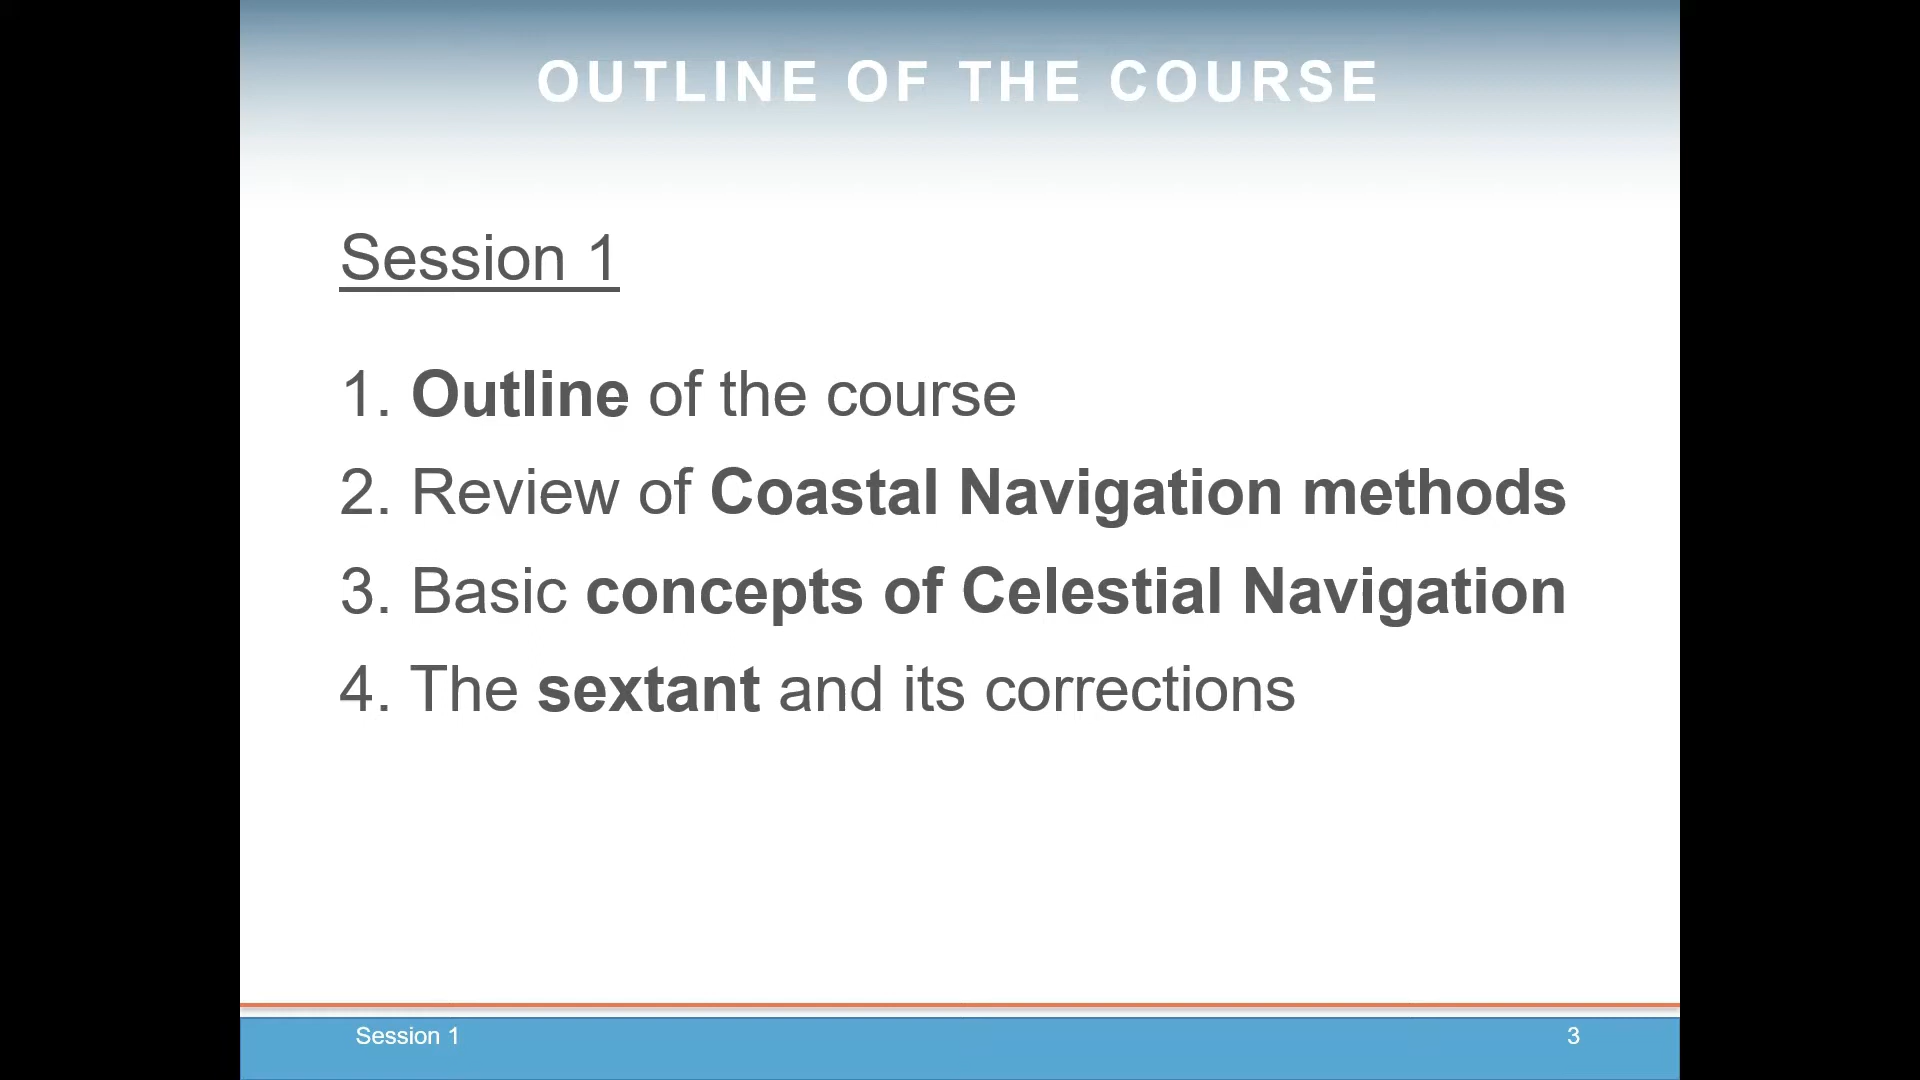 OUTLINE OF THE COURSE
Session 1
1. Outline of the course
2. Review of Coastal Navigation methods
3. Basic concepts of Celestial Navigation
4. The sextant and its corrections
Session 1
3